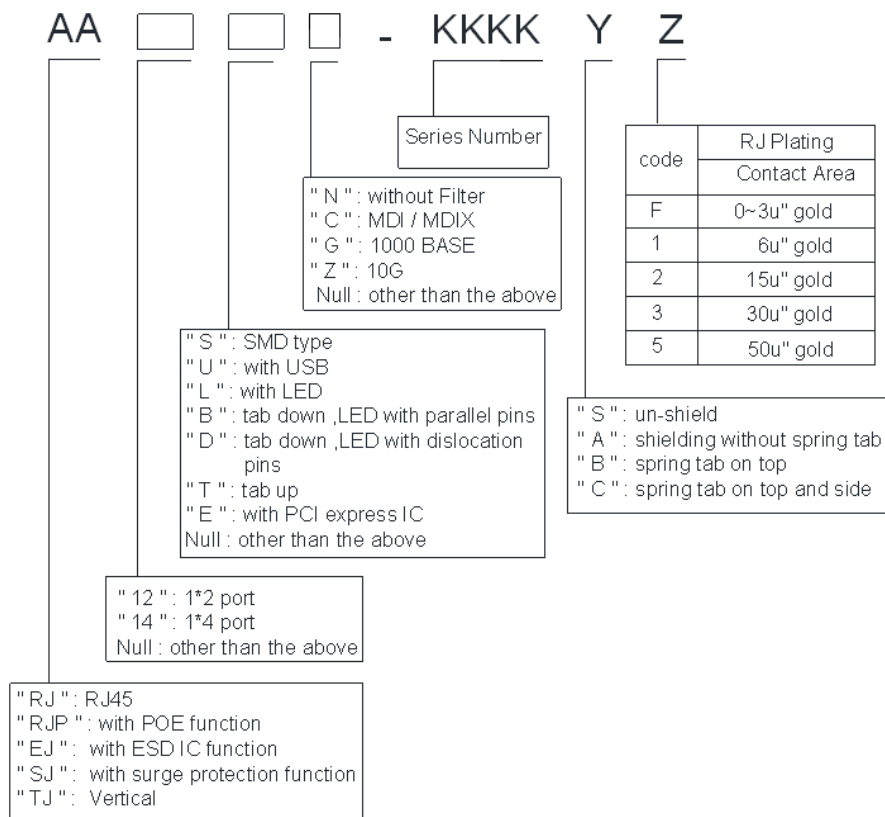 AA - KKKK Y Z
Series Number
code RJ Plating
Contact Area
F 0~3u" gold
1 6u" gold
2 15u" gold
3 30u" gold
5 50u" gold
" N " : without Filter
" C " : MDI / MDIX
" G " : 1000 BASE
" Z " : 10G
Null : other than the above
" S " : SMD type
" U " : with USB
" L " : with LED
" B " : tab down ,LED with parallel pins
" D " : tab down ,LED with dislocation
pins
" T " : tab up
" E " : with PCI express IC
Null : other than the above
" S " : un-shield
" A " : shielding without spring tab
" B " : spring tab on top
" C " : spring tab on top and side
" 12 " : 1*2 port
" 14 " : 1*4 port
Null : other than the above
" RJ " : RJ45
" RJP " : with POE function
" EJ " : with ESD IC function
" SJ " : with surge protection function
" TJ " : Vertical